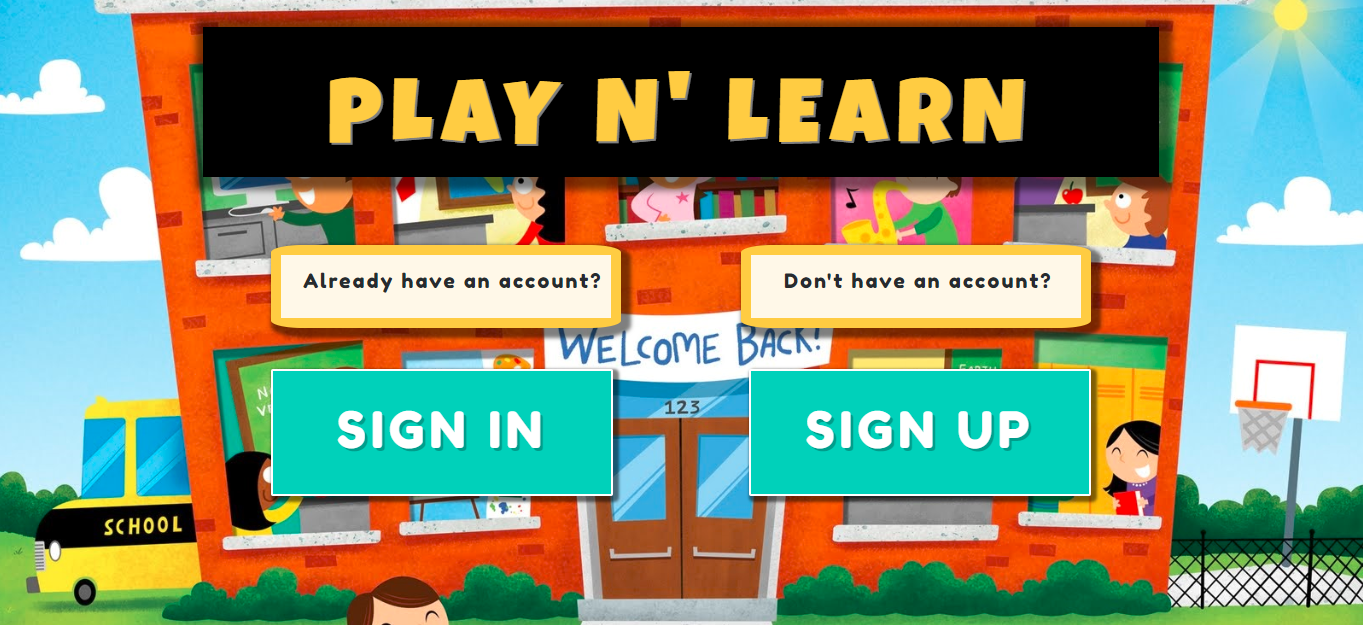 PLAY N' LEARN
Already have an account?
Don't have an account?
WELCOME BACK!
123
SIGN IN
SIGN UP
SCHOOL